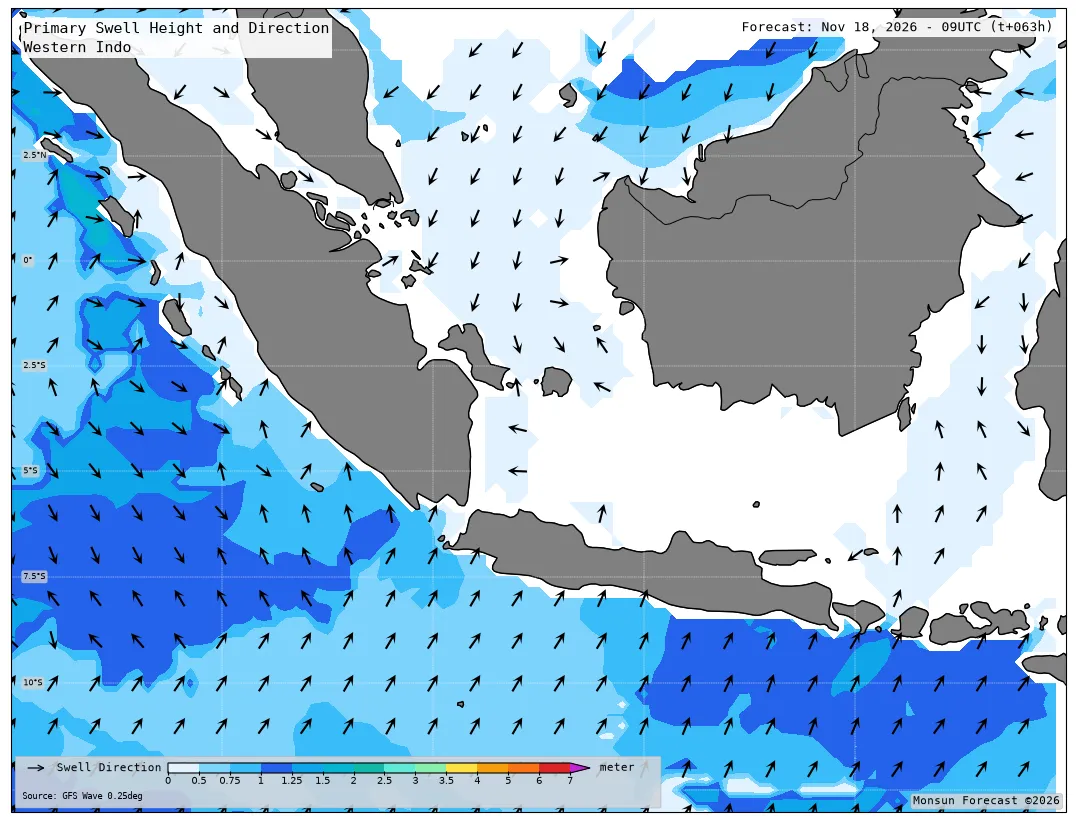 Primary Swell Height and Direction
Western Indo
Forecast: Nov 18, 2026 - 09UTC (t+063h)
2.5°N
0°
2.5°S
5°S
7.5°S
10°S
Swell Direction
meter
0 0.5 0.75 1 1.25 1.5 2 2.5 3 3.5 4 5 6 7
Source: GFS Wave 0.25deg
Monsun Forecast ©2026